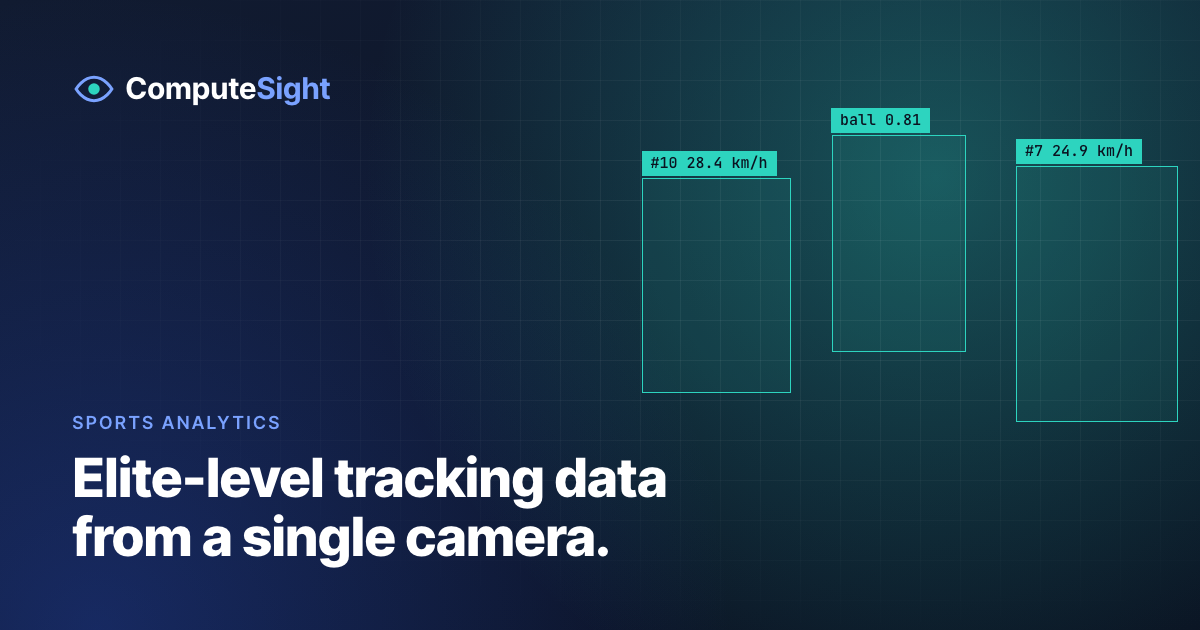 ComputeSight
ball 0.81
#10 28.4 km/h
#7 24.9 km/h
SPORTS ANALYTICS
Elite-level tracking data
from a single camera.